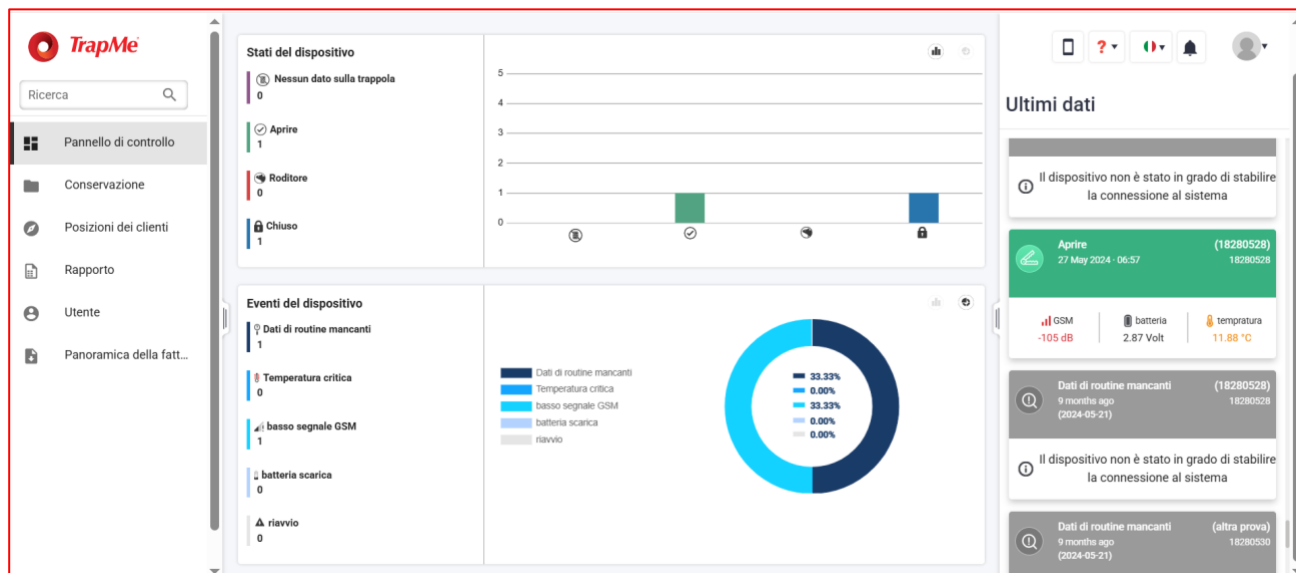 TrapMe
Ricerca
Pannello di controllo
Conservazione
Posizioni dei clienti
Rapporto
Utente
Panoramica della fatt...
Stati del dispositivo
Nessun dato sulla trappola
0
Aprire
1
Roditore
0
Chiuso
1
5
4
3
2
1
0
Eventi del dispositivo
Dati di routine mancanti
1
Temperatura critica
0
basso segnale GSM
1
batteria scarica
0
riavvio
0
Dati di routine mancanti
Temperatura critica
basso segnale GSM
batteria scarica
riavvio
33.33%
0.00%
33.33%
0.00%
0.00%
?
Ultimi dati
Il dispositivo non è stato in grado di stabilire
la connessione al sistema
Aprire (18280528)
27 May 2024 - 06:57 18280528
GSM batteria tempratura
-105 dB 2.87 Volt 11.88 °C
Dati di routine mancanti (18280528)
9 months ago 18280528
(2024-05-21)
Il dispositivo non è stato in grado di stabilire
la connessione al sistema
Dati di routine mancanti (altra prova)
9 months ago 18280530
(2024-05-21)